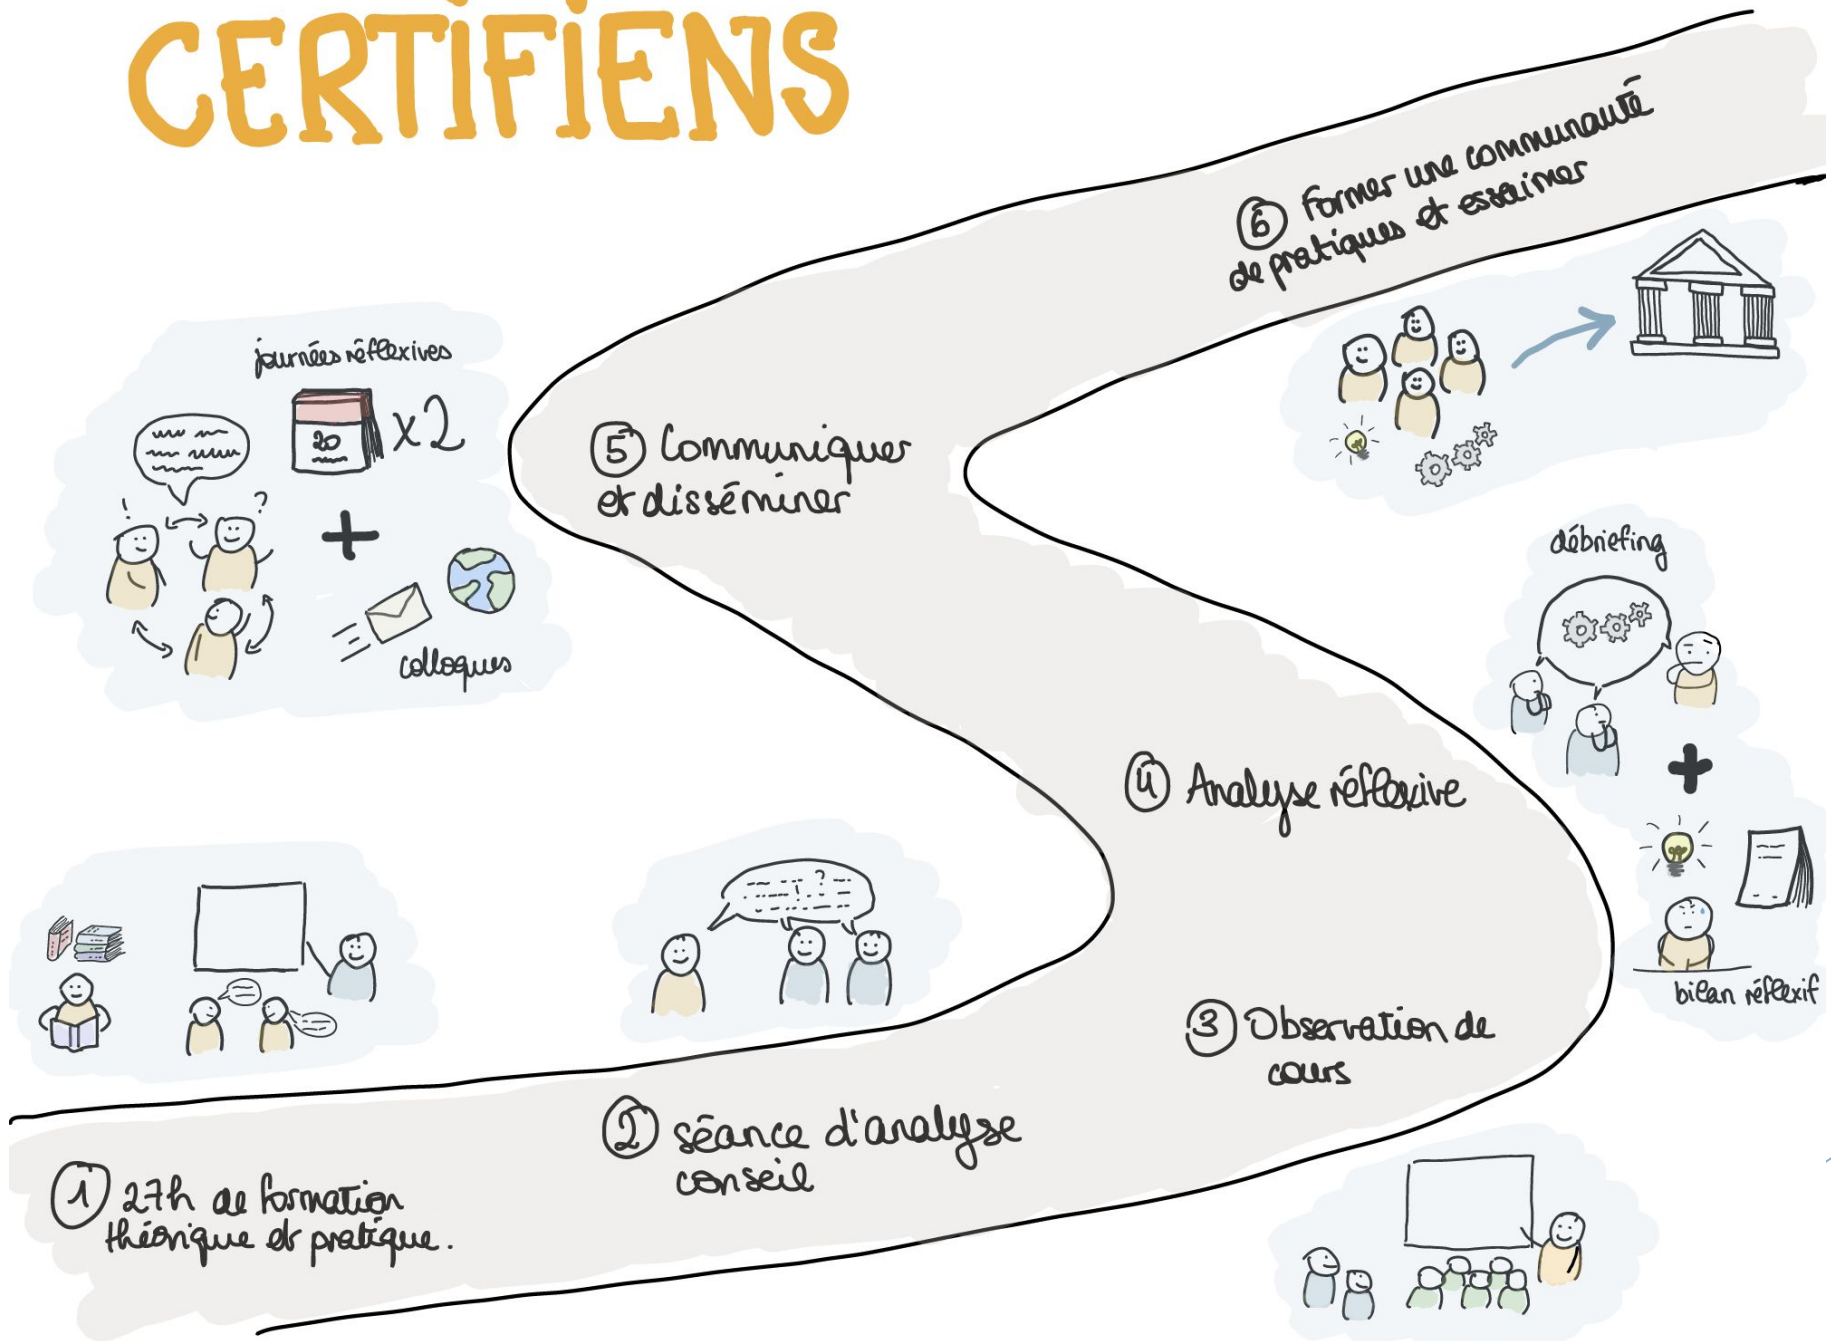 CERTIFIENS
① 27h de formation
théorique et pratique.
② séance d'analyse
conseil
③ Observation de
cours
④ Analyse réflexive
débriefing
bilan réflexif
⑤ Communiquer
et disséminer
journées réflexives
20
x2
+
colloques
+
⑥ Former une communauté
de pratiques et essaimer
?
!
?